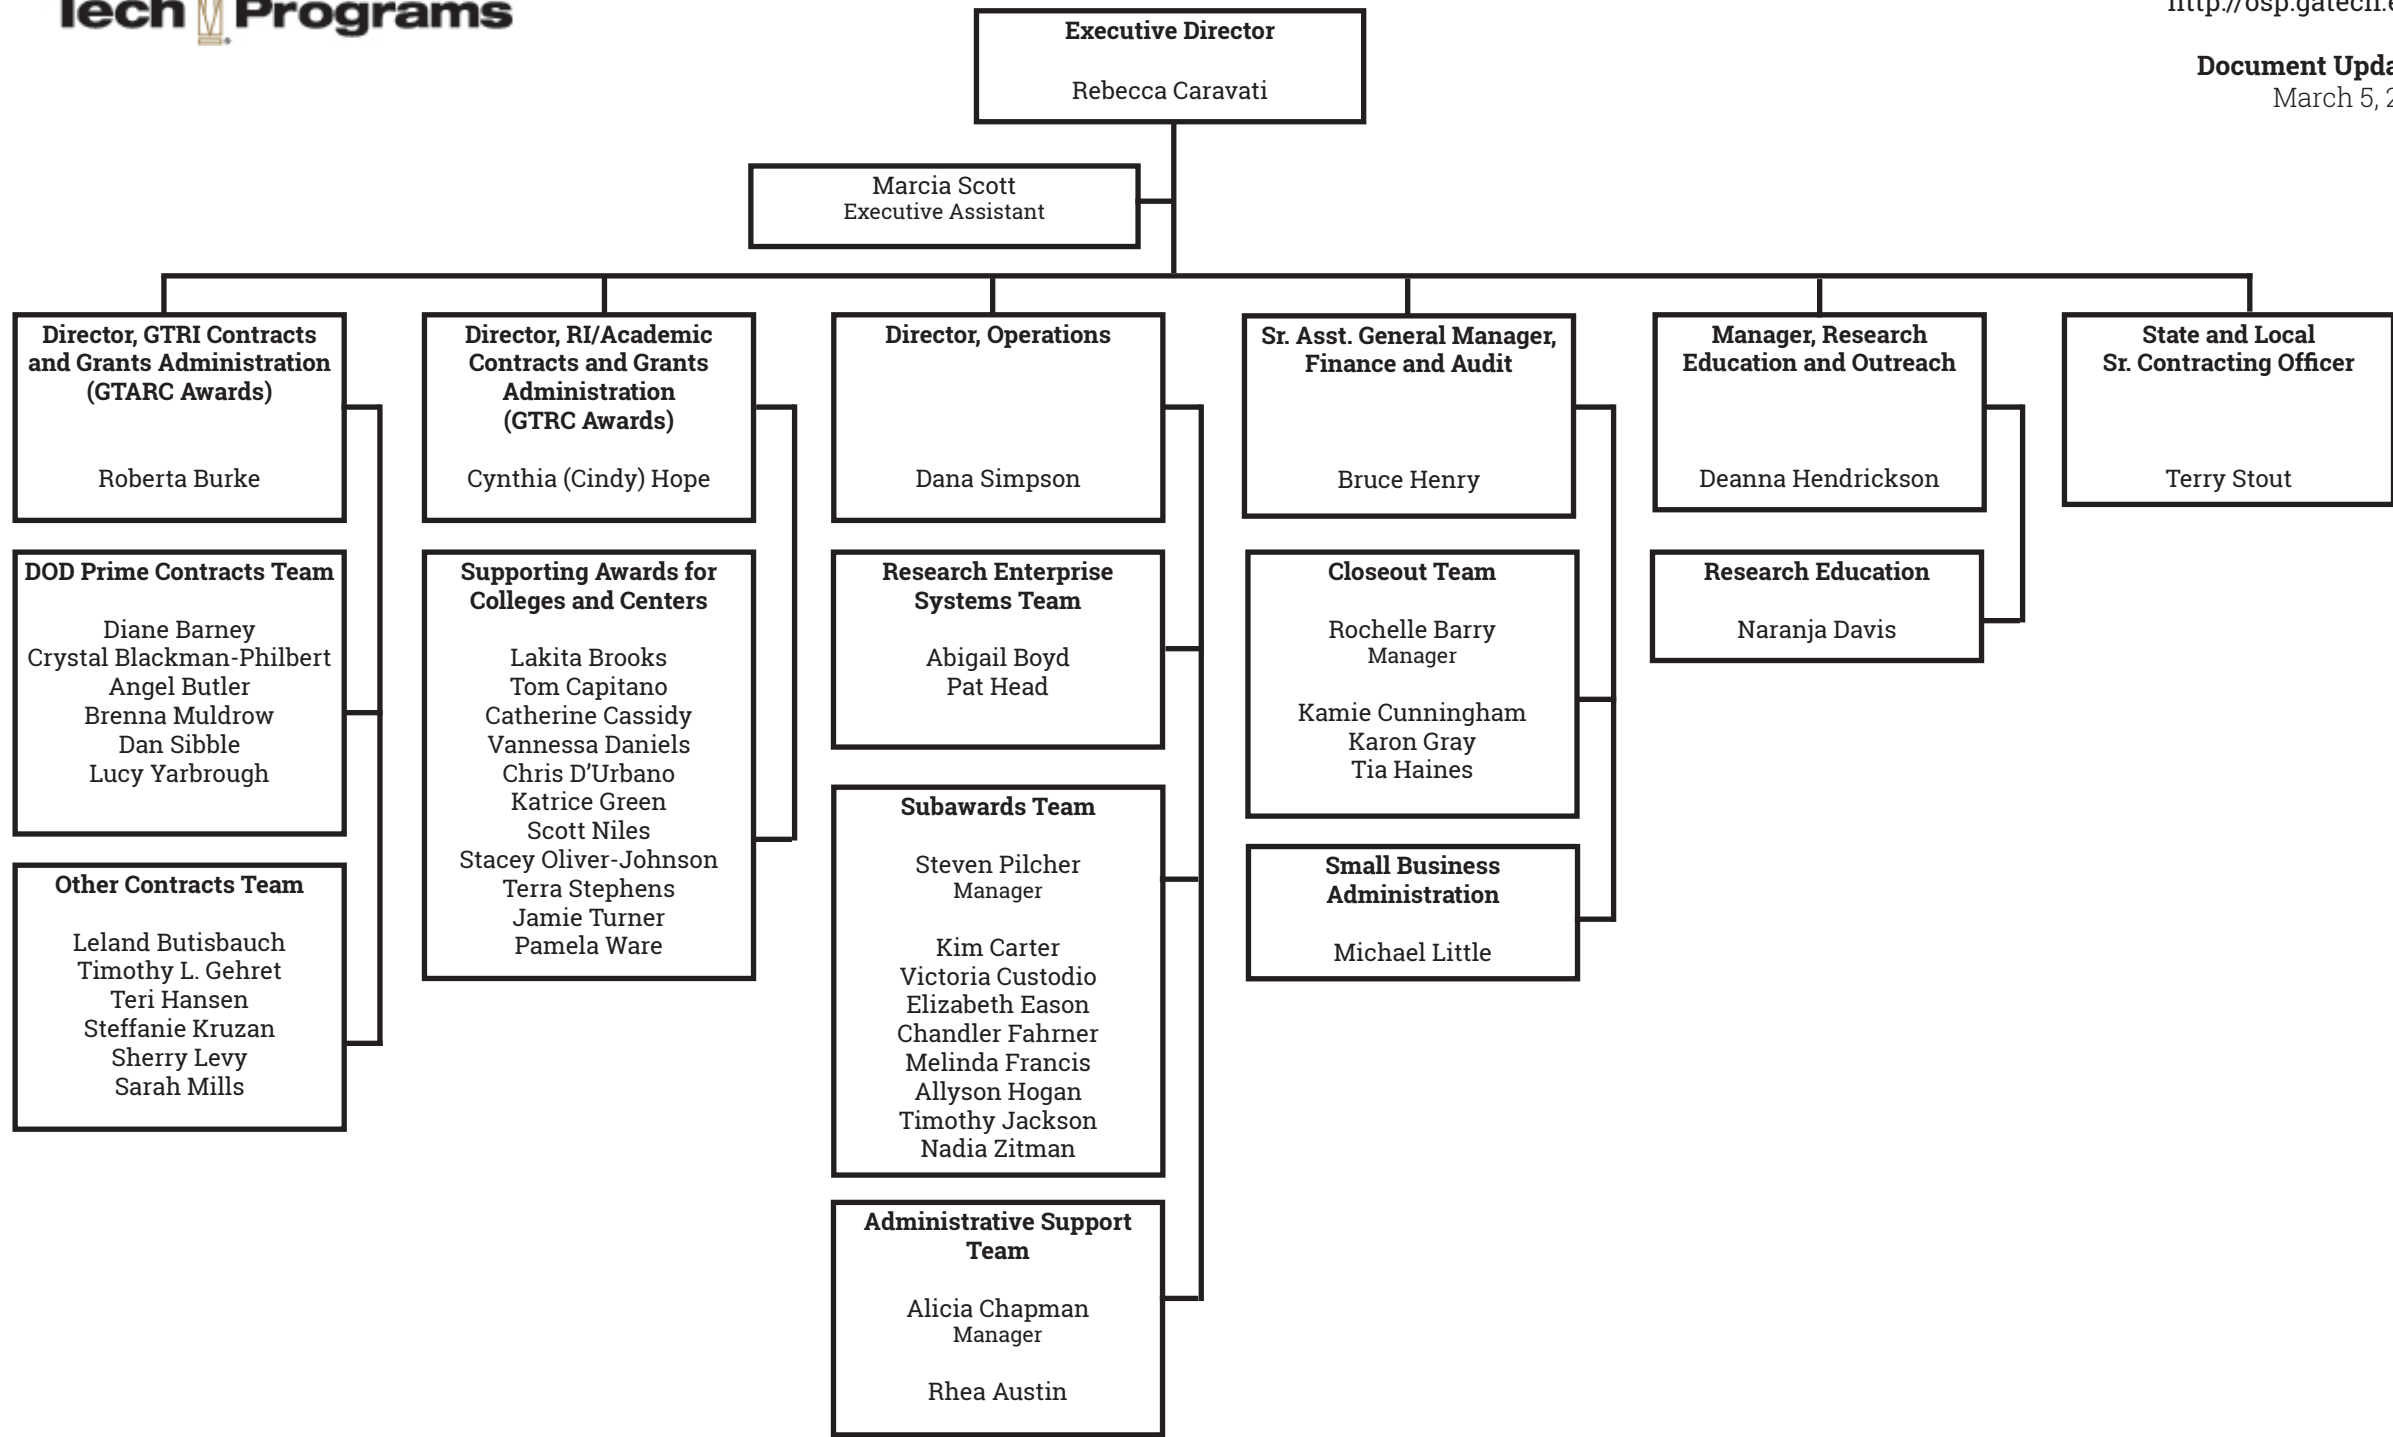 Tech Programs
Executive Director
Rebecca Caravati
Document
March 5,
Marcia Scott
Executive Assistant
Director, GTRI Contracts
and Grants Administration
(GTARC Awards)
Roberta Burke
Director, RI/Academic
Contracts and Grants
Administration
(GTRC Awards)
Cynthia (Cindy) Hope
Director, Operations
Dana Simpson
Sr. Asst. General Manager,
Finance and Audit
Bruce Henry
Manager, Research
Education and Outreach
Deanna Hendrickson
State and Local
Sr. Contracting Officer
Terry Stout
DOD Prime Contracts Team
Diane Barney
Crystal Blackman-Philbert
Angel Butler
Brenna Muldrow
Dan Sibble
Lucy Yarbrough
Other Contracts Team
Leland Butisbauch
Timothy L. Gehret
Teri Hansen
Steffanie Kruzan
Sherry Levy
Sarah Mills
Supporting Awards for
Colleges and Centers
Lakita Brooks
Tom Capitano
Catherine Cassidy
Vannessa Daniels
Chris D’Urbano
Katrice Green
Scott Niles
Stacey Oliver-Johnson
Terra Stephens
Jamie Turner
Pamela Ware
Research Enterprise
Systems Team
Abigail Boyd
Pat Head
Subawards Team
Steven Pilcher
Manager
Kim Carter
Victoria Custodio
Elizabeth Eason
Chandler Fahrner
Melinda Francis
Allyson Hogan
Timothy Jackson
Nadia Zitman
Administrative Support
Team
Alicia Chapman
Manager
Rhea Austin
Closeout Team
Rochelle Barry
Manager
Kamie Cunningham
Karon Gray
Tia Haines
Small Business
Administration
Michael Little
Research Education
Naranja Davis